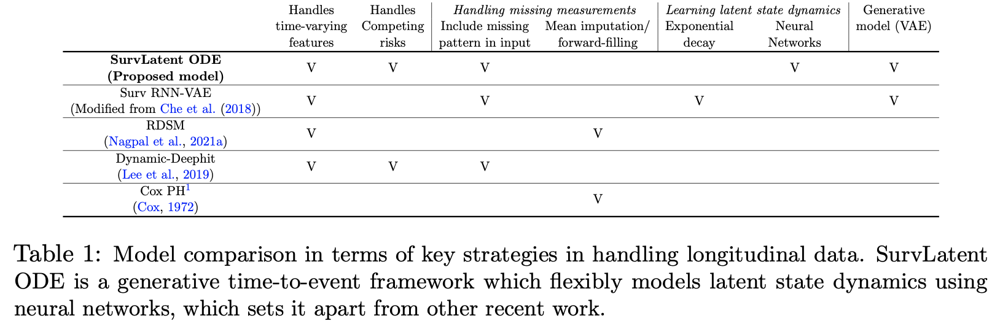 Handles Handles Handling missing measurements Learning latent state dynamics Generative
time-varying Competing Include missing Mean imputation/ Exponential Neural model (VAE)
features risks pattern in input forward-filling decay Networks
SurvLatent ODE
(Proposed model) V V V V V
Surv RNN-VAE
(Modified from Che et al. (2018)) V V V V
RDSM
(Nagpal et al., 2021a) V V
Dynamic-Deephit
(Lee et al., 2019) V V V
Cox PH¹
(Cox, 1972) V
Table 1: Model comparison in terms of key strategies in handling longitudinal data. SurvLatent
ODE is a generative time-to-event framework which flexibly models latent state dynamics using
neural networks, which sets it apart from other recent work.